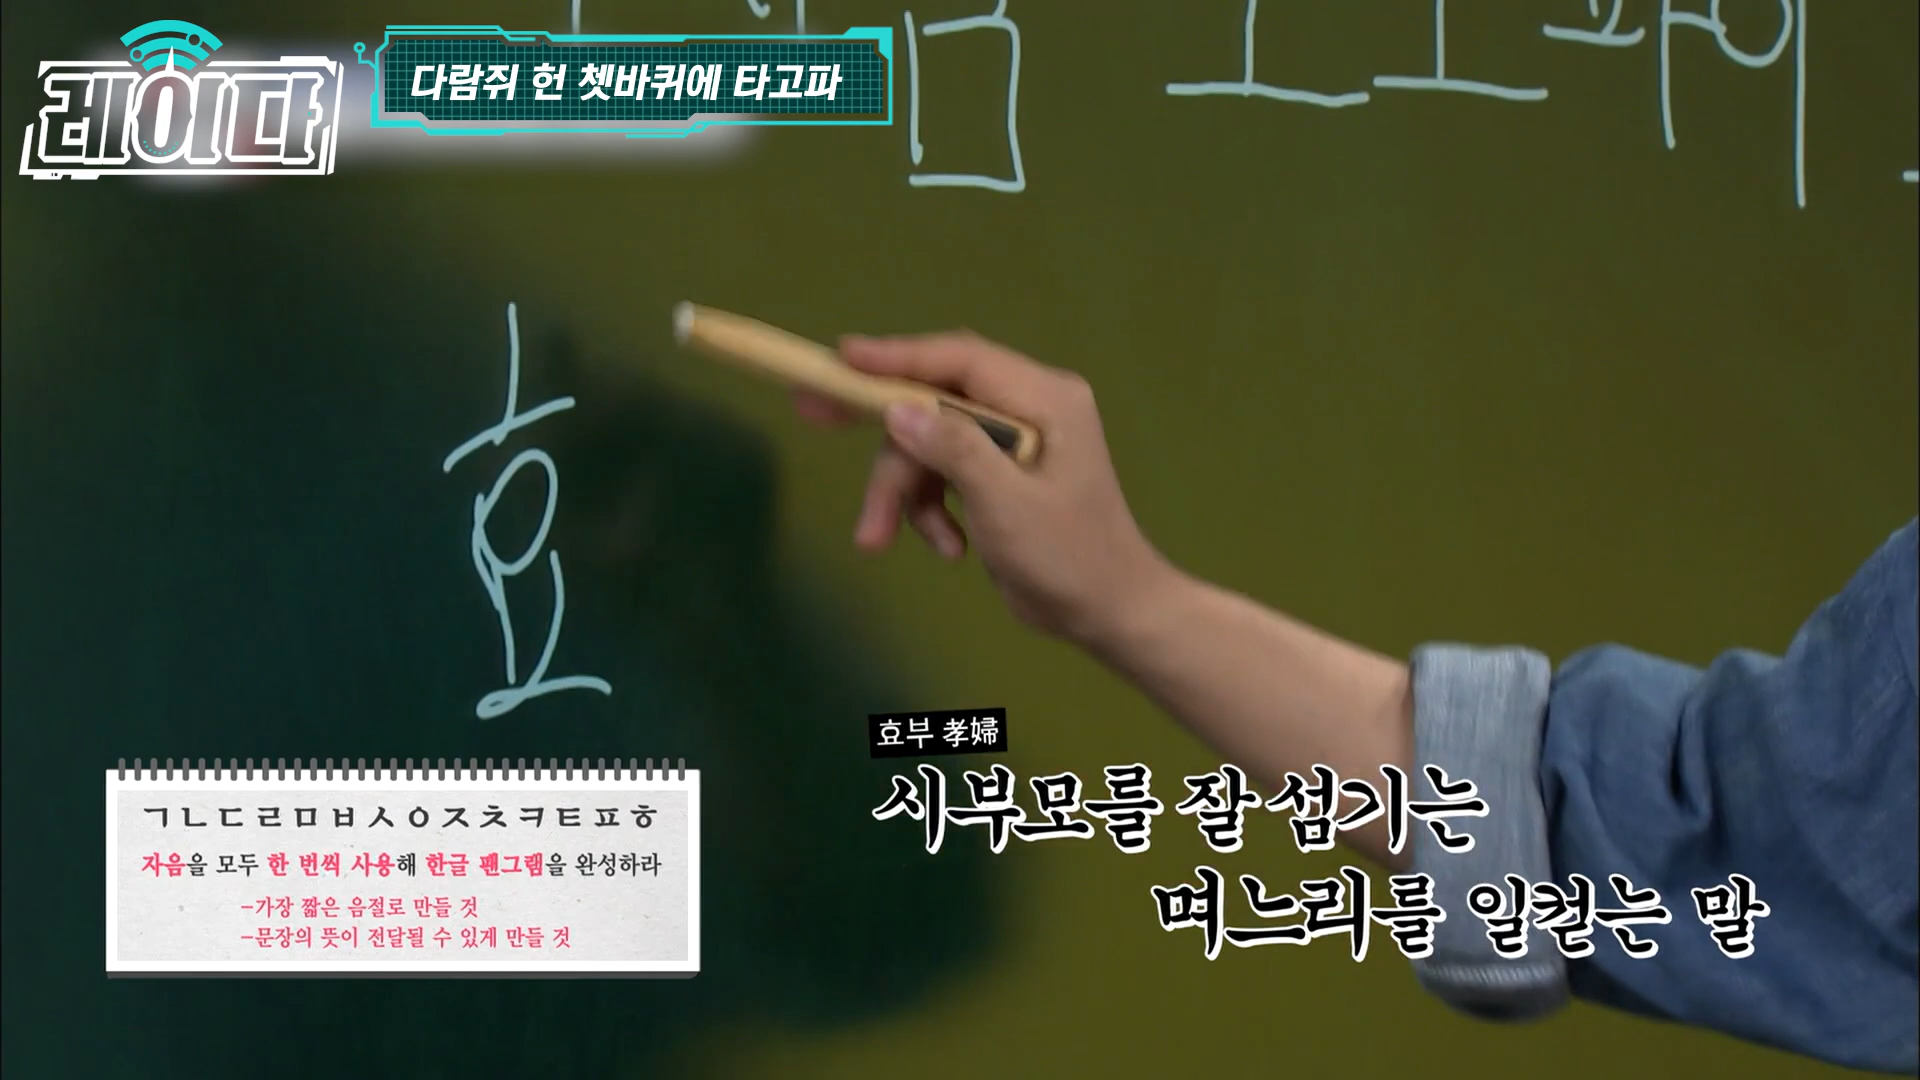 레이다
다람쥐 헌 쳇바퀴에 타고파
효
효부 孝婦
시부모를 잘 섬기는
며느리를 일컫는 말
ㄱㄴㄷㄹㅁㅂㅅㅇㅈㅊㅋㅌㅍㅎ
자음을 모두 한 번씩 사용해 한글 팬그램을 완성하라
-가장 짧은 음절로 만들 것
-문장의 뜻이 전달될 수 있게 만들 것